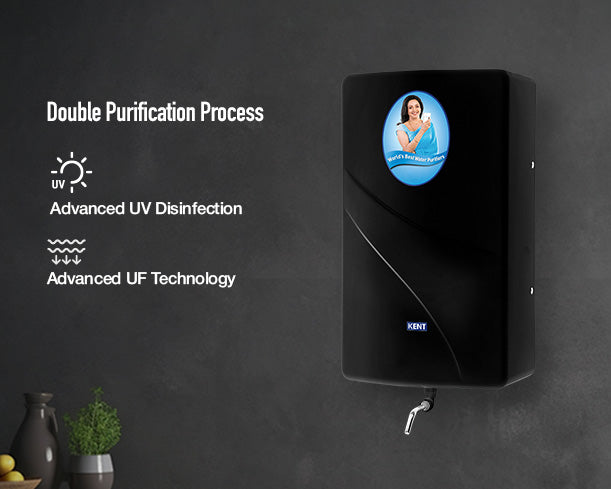 Double Purification Process
UV
Advanced UV Disinfection
Advanced UF Technology
World's Best Water Purifiers
KENT